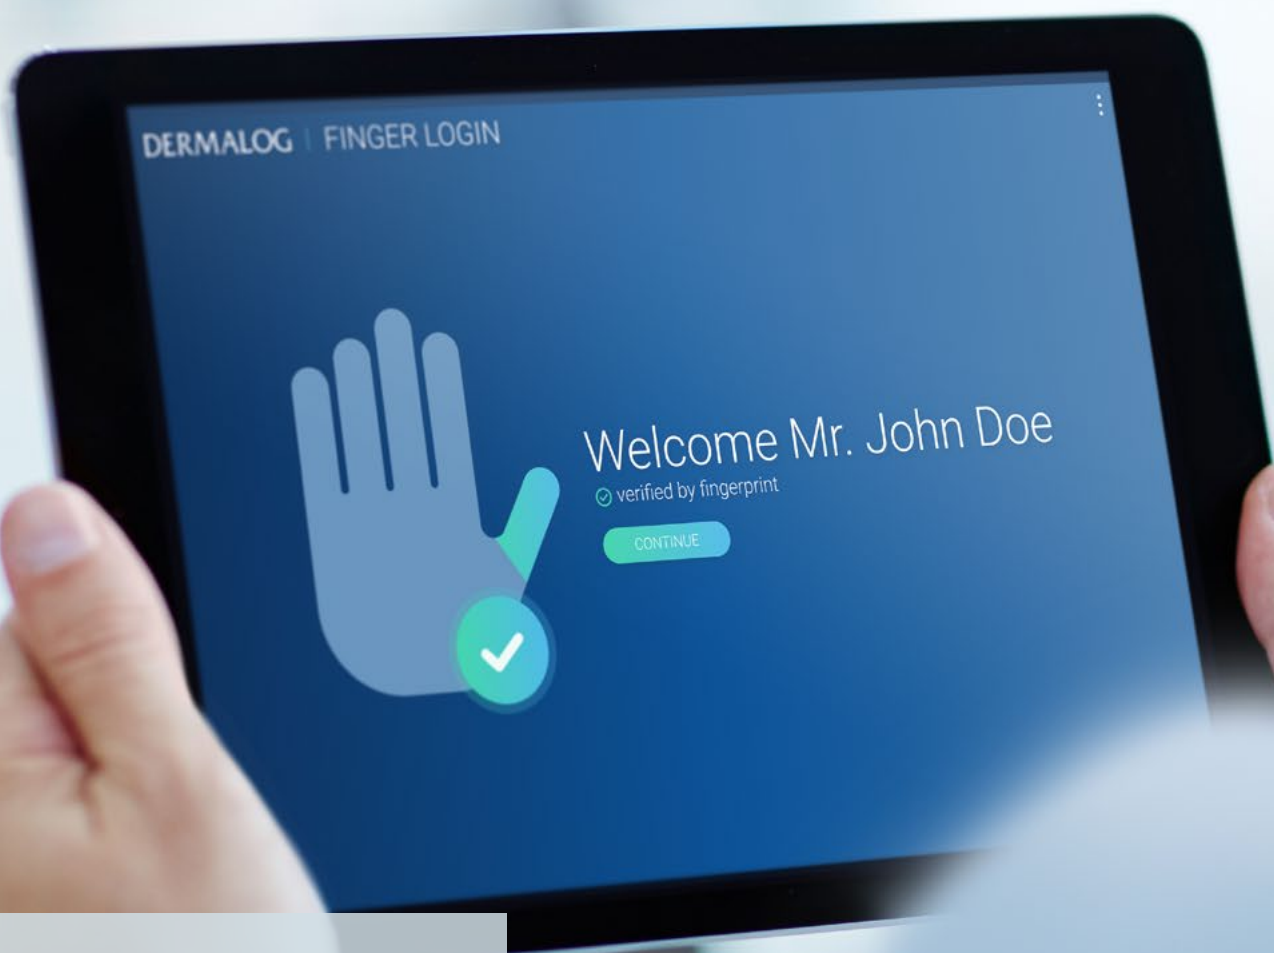 DERMALOG | FINGER LOGIN
Welcome Mr. John Doe
verified by fingerprint
CONTINUE